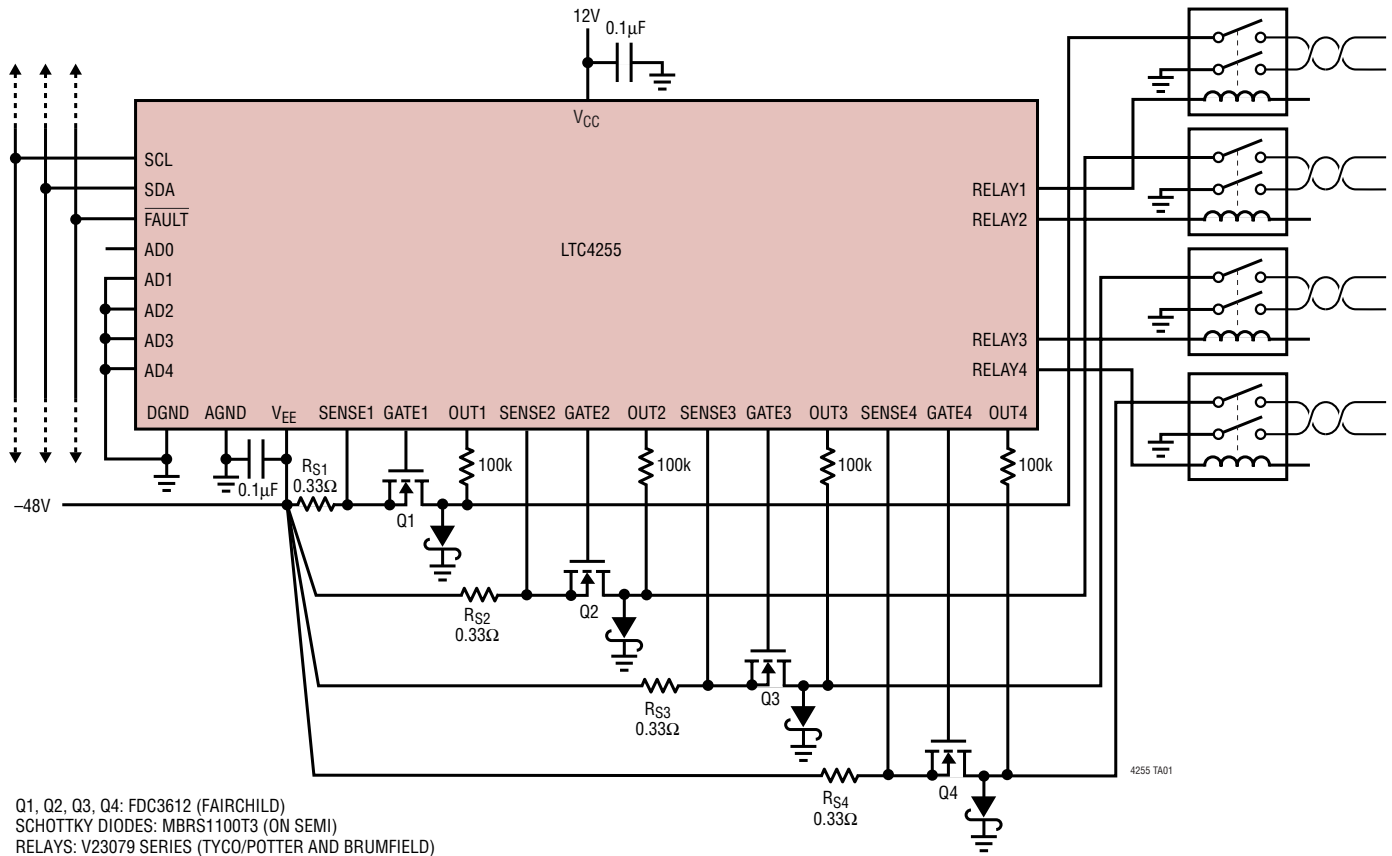 12V
0.1µF
VCC
SCL
SDA
FAULT
AD0
AD1
AD2
AD3
AD4
LTC4255
RELAY1
RELAY2
RELAY3
RELAY4
DGND AGND VEE SENSE1 GATE1 OUT1 SENSE2 GATE2 OUT2 SENSE3 GATE3 OUT3 SENSE4 GATE4 OUT4
100k 100k 100k 100k
0.1µF
RS1
0.33Ω
–48V
Q1
RS2
0.33Ω
Q2
RS3
0.33Ω
Q3
RS4
0.33Ω
Q4
4255 TA01
Q1, Q2, Q3, Q4: FDC3612 (FAIRCHILD)
SCHOTTKY DIODES: MBRS1100T3 (ON SEMI)
RELAYS: V23079 SERIES (TYCO/POTTER AND BRUMFIELD)